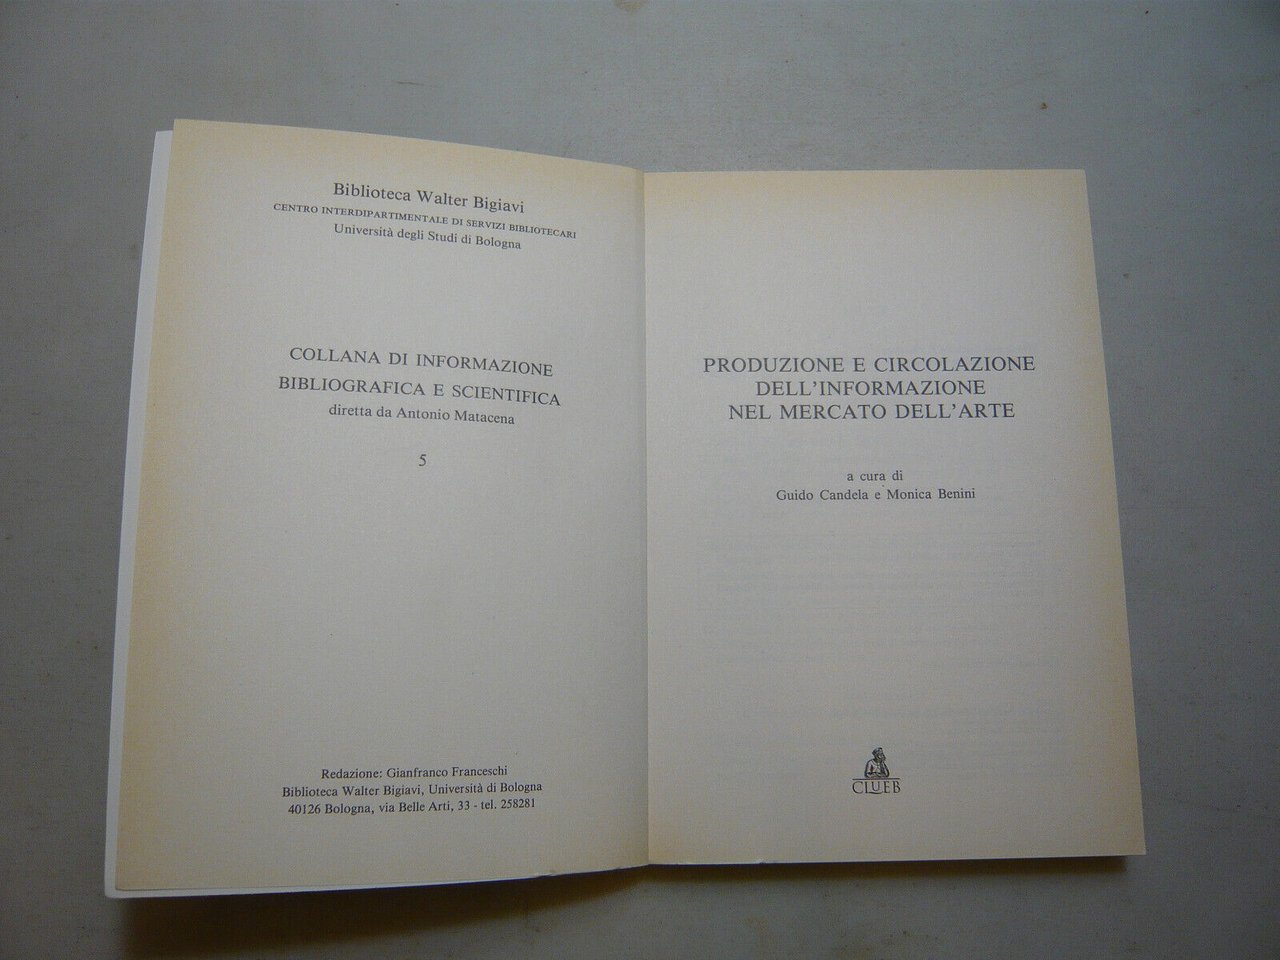 Biblioteca Walter Bigiavi
CENTRO INTERDIPARTIMENTALE DI SERVIZI BIBLIOTECARI
Università degli Studi di Bologna
COLLANA DI INFORMAZIONE
BIBLIOGRAFICA E SCIENTIFICA
diretta da Antonio Matacena
5
Redazione: Gianfranco Franceschi
Biblioteca Walter Bigiavi, Università di Bologna
40126 Bologna, via Belle Arti, 33 - tel. 258281
PRODUZIONE E CIRCOLAZIONE
DELL'INFORMAZIONE
NEL MERCATO DELL'ARTE
a cura di
Guido Candela e Monica Benini
CLUEB